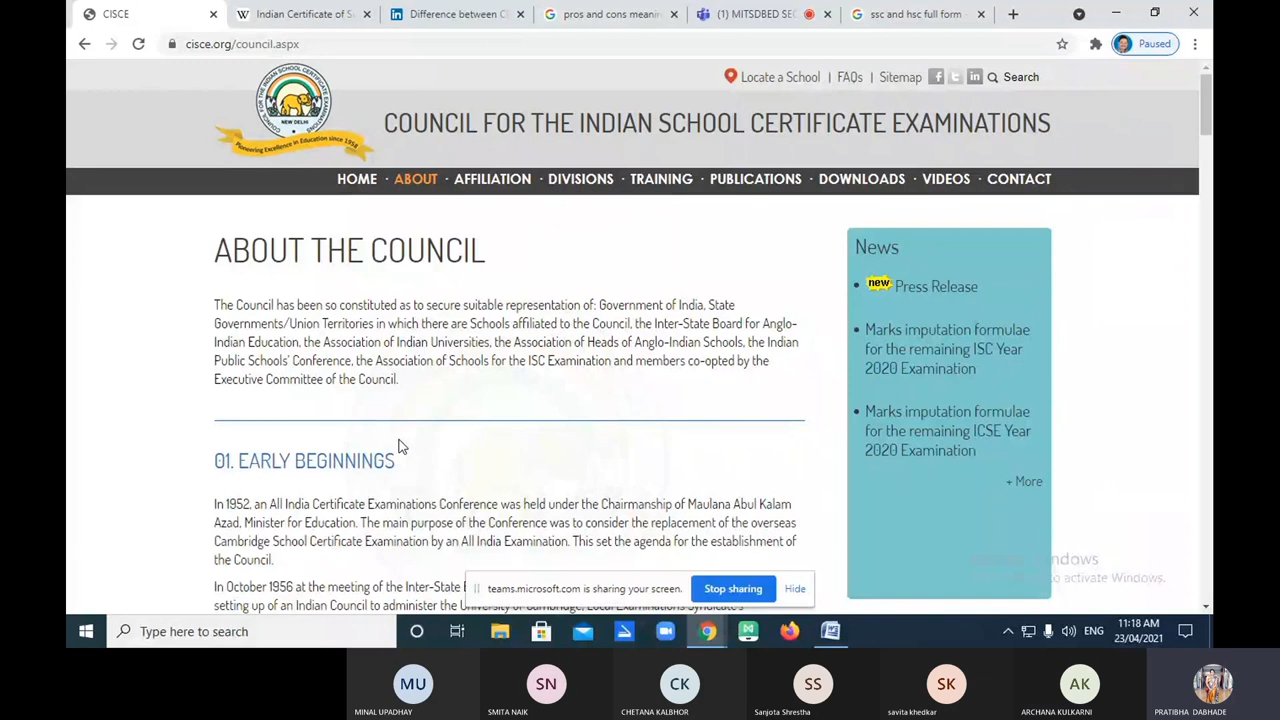 CISCE
Indian Certificate of S
Difference between CE
pros and cons meanin
(1) MITSDBED SEC
ssc and hsc full form -
cisce.org/council.aspx
Paused
COUNCIL FOR THE INDIAN SCHOOL CERTIFICATE EXAMINATIONS
NEW DELHI
Pioneering Excellence in Education since 1958
Locate a School | FAQs | Sitemap
Search
COUNCIL FOR THE INDIAN SCHOOL CERTIFICATE EXAMINATIONS
HOME · ABOUT · AFFILIATION · DIVISIONS · TRAINING · PUBLICATIONS · DOWNLOADS · VIDEOS · CONTACT
ABOUT THE COUNCIL
The Council has been so constituted as to secure suitable representation of: Government of India, State
Governments/Union Territories in which there are Schools affiliated to the Council, the Inter-State Board for Anglo-
Indian Education, the Association of Indian Universities, the Association of Heads of Anglo-Indian Schools, the Indian
Public Schools' Conference, the Association of Schools for the ISC Examination and members co-opted by the
Executive Committee of the Council.
01. EARLY BEGINNINGS
In 1952, an All India Certificate Examinations Conference was held under the Chairmanship of Maulana Abul Kalam
Azad, Minister for Education. The main purpose of the Conference was to consider the replacement of the overseas
Cambridge School Certificate Examination by an All India Examination. This set the agenda for the establishment of
the Council.
In October 1956 at the meeting of the Inter-State
setting up of an Indian Council to administer the University of Cambridge, Local Examinations Syndicate's
News
new Press Release
Marks imputation formulae
for the remaining ISC Year
2020 Examination
Marks imputation formulae
for the remaining ICSE Year
2020 Examination
+ More
ndows
to activate Windows.
teams.microsoft.com is sharing your screen.
Stop sharing
Hide
Type here to search
ENG
11:18 AM
23/04/2021
MU
SN
CK
SS
SK
AK
MINAL UPADHAY
SMITA NAIK
CHETANA KALBHOR
Sanjota Shrestha
savita khedkar
ARCHANA KULKARNI
PRATIBHA DABHADE